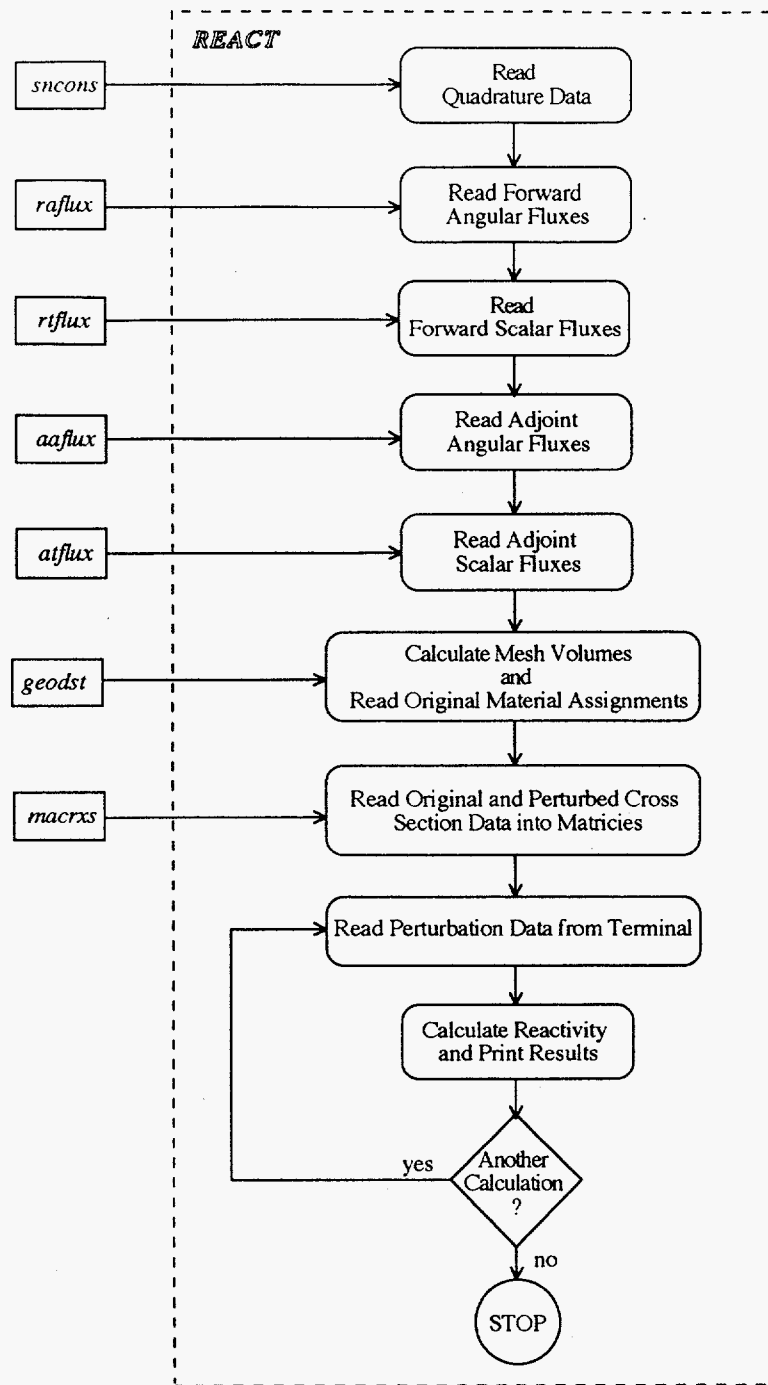 REACT
sncons
Read
Quadrature Data
raflux
Read Forward
Angular Fluxes
rtflux
Read
Forward Scalar Fluxes
aaflux
Read Adjoint
Angular Fluxes
atflux
Read Adjoint
Scalar Fluxes
geodst
Calculate Mesh Volumes
and
Read Original Material Assignments
macrxs
Read Original and Perturbed Cross
Section Data into Matricies
Read Perturbation Data from Terminal
Calculate Reactivity
and Print Results
yes
Another
Calculation
?
no
STOP